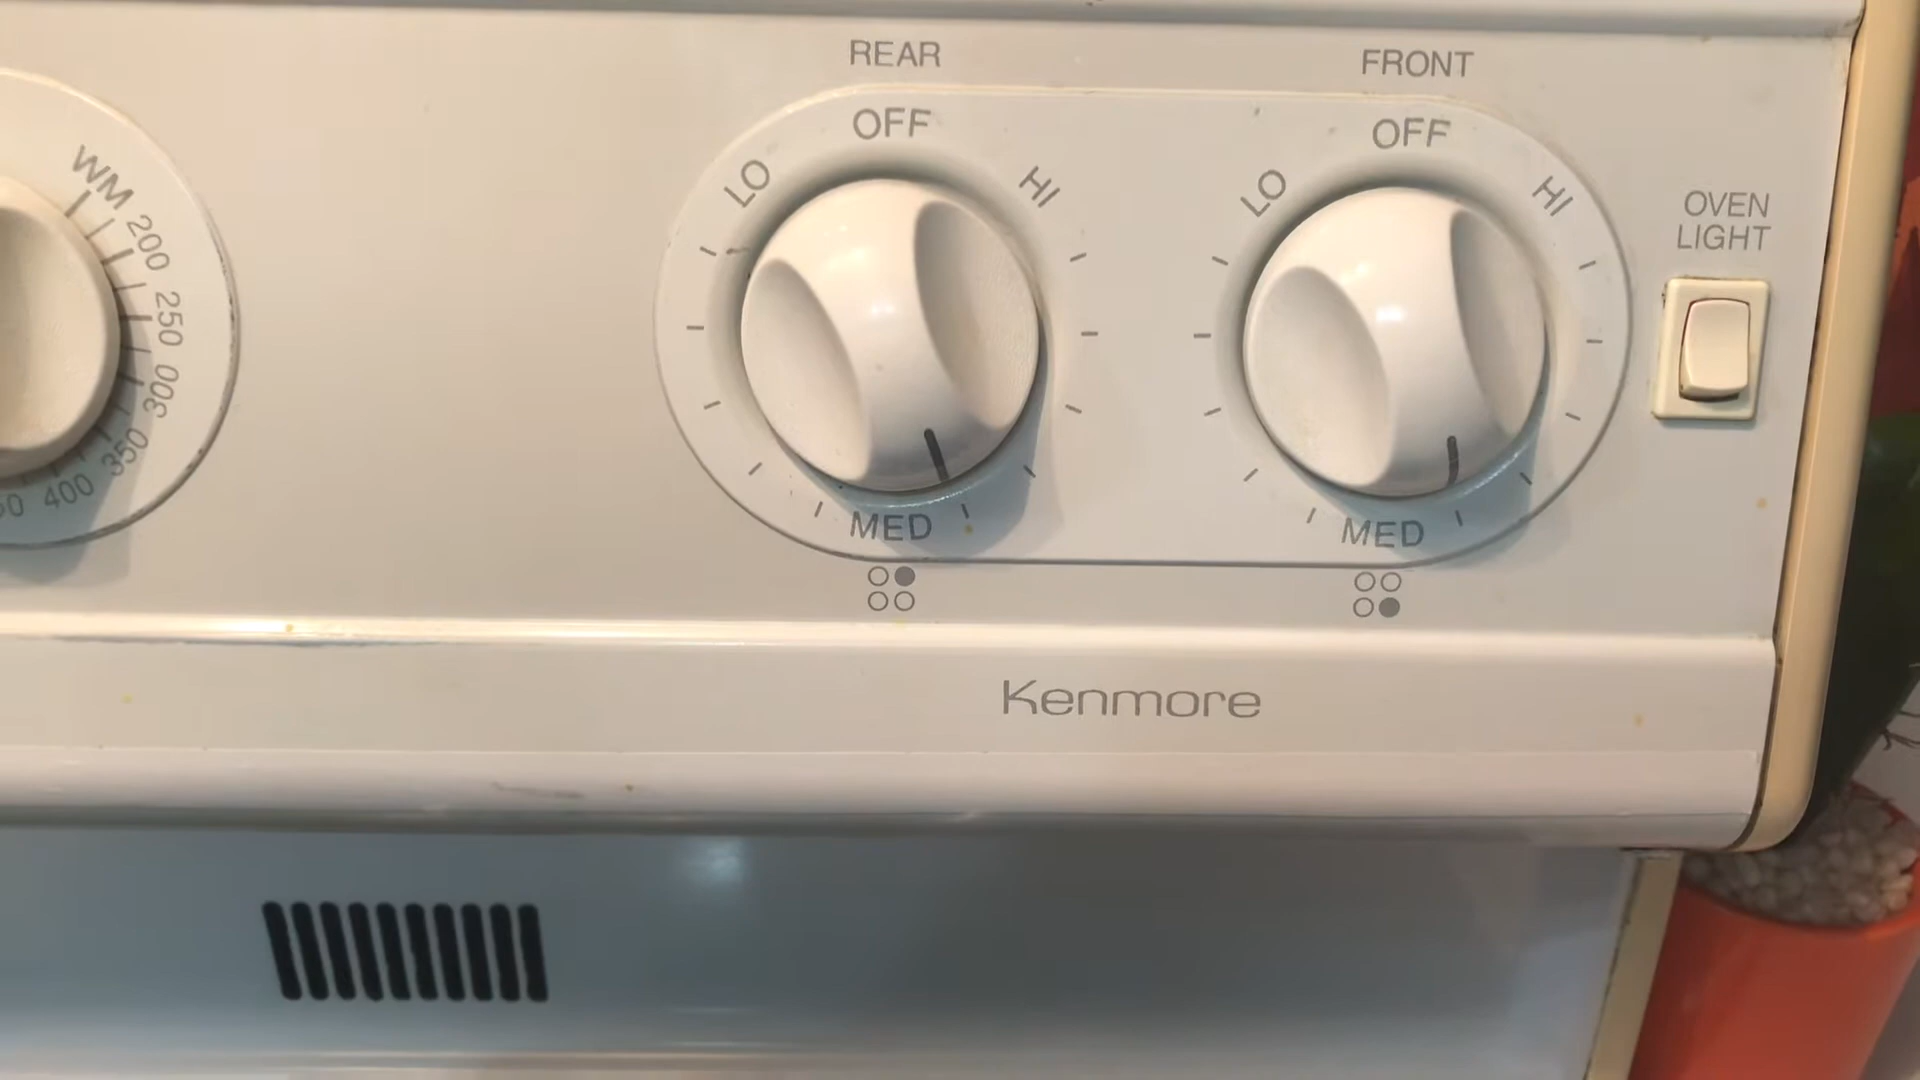 REAR
OFF
LO
HI
MED
FRONT
OFF
LO
HI
MED
OVEN
LIGHT
WM
200
250
300
350
400
Kenmore